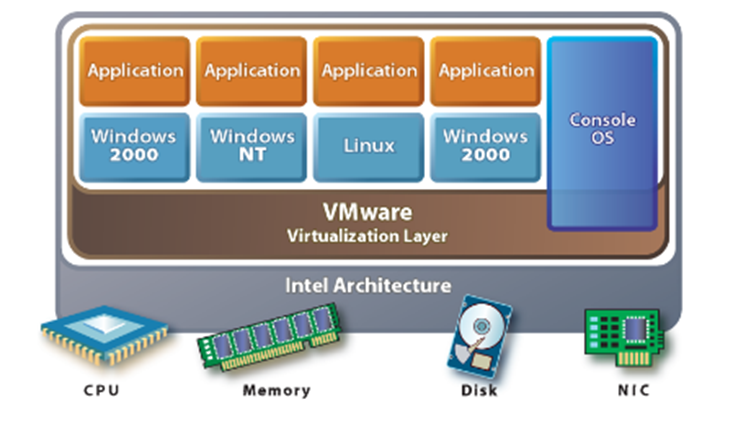 Application Application Application Application
Console
OS
Windows
2000
Windows
NT
Linux
Windows
2000
VMware
Virtualization Layer
Intel Architecture
CPU Memory Disk NIC